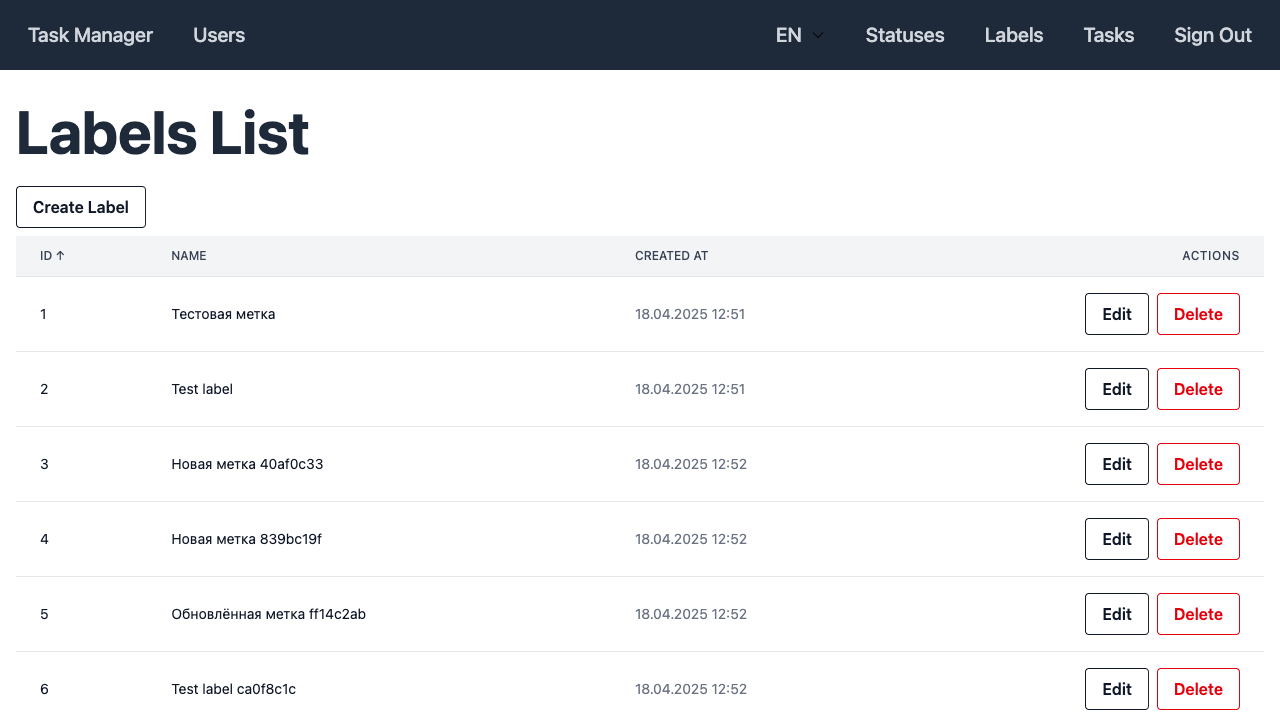 Task Manager Users EN Statuses Labels Tasks Sign Out
Labels List
Create Label
ID ↑ NAME CREATED AT ACTIONS
1 Тестовая метка 18.04.2025 12:51 Edit Delete
2 Test label 18.04.2025 12:51 Edit Delete
3 Новая метка 40af0c33 18.04.2025 12:52 Edit Delete
4 Новая метка 839bc19f 18.04.2025 12:52 Edit Delete
5 Обновлённая метка ff14c2ab 18.04.2025 12:52 Edit Delete
6 Test label ca0f8c1c 18.04.2025 12:52 Edit Delete